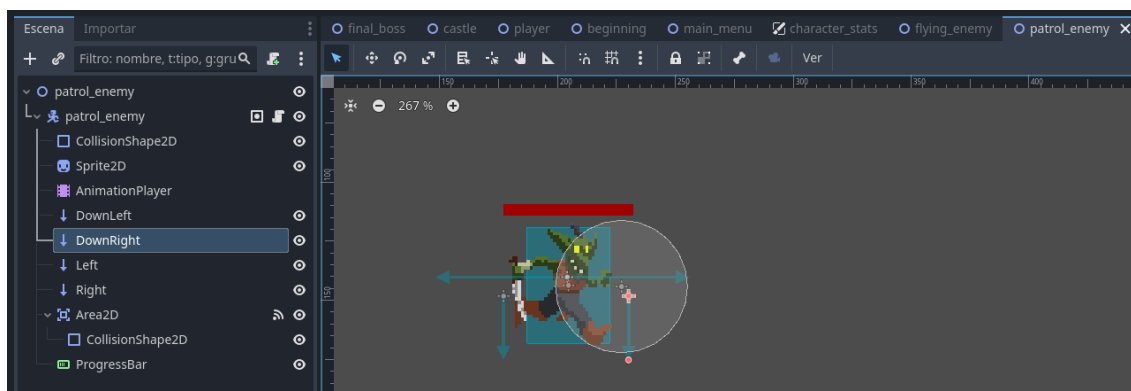 Escena Importar
Filtro: nombre, t:tipo, g:gru
patrol_enemy
patrol_enemy
CollisionShape2D
Sprite2D
AnimationPlayer
DownLeft
DownRight
Left
Right
Area2D
CollisionShape2D
ProgressBar
final_boss castle player beginning main_menu character_stats flying_enemy patrol_enemy
Ver
150 200 250 300 350 400
267 %
100
150